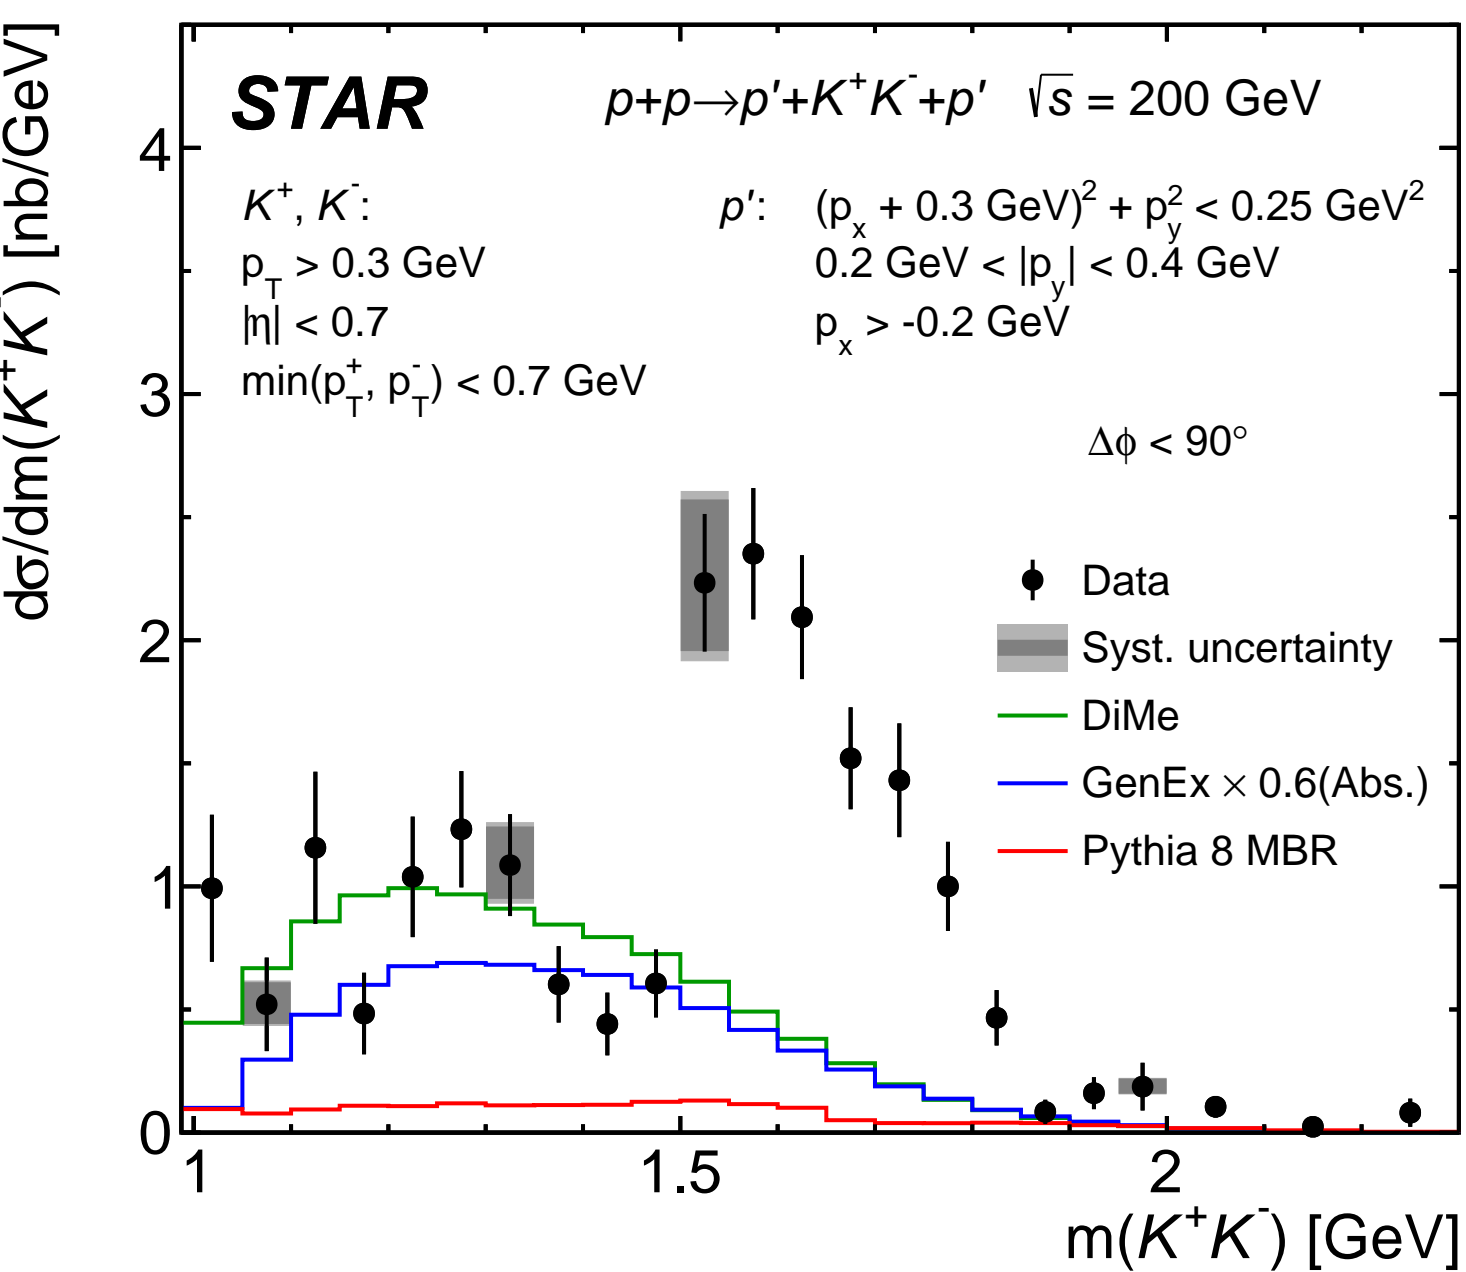 STAR p+p→p′+K⁺K⁻+p′ √s = 200 GeV
K⁺, K⁻: p′: (pₓ + 0.3 GeV)² + p_y² < 0.25 GeV²
p_T > 0.3 GeV 0.2 GeV < |p_y| < 0.4 GeV
|η| < 0.7 pₓ > -0.2 GeV
min(p_T⁺, p_T⁻) < 0.7 GeV
Δϕ < 90°
Data
Syst. uncertainty
DiMe
GenEx × 0.6(Abs.)
Pythia 8 MBR
dσ/dm(K⁺K⁻) [nb/GeV]
4
3
2
1
0
1 1.5 2
m(K⁺K⁻) [GeV]